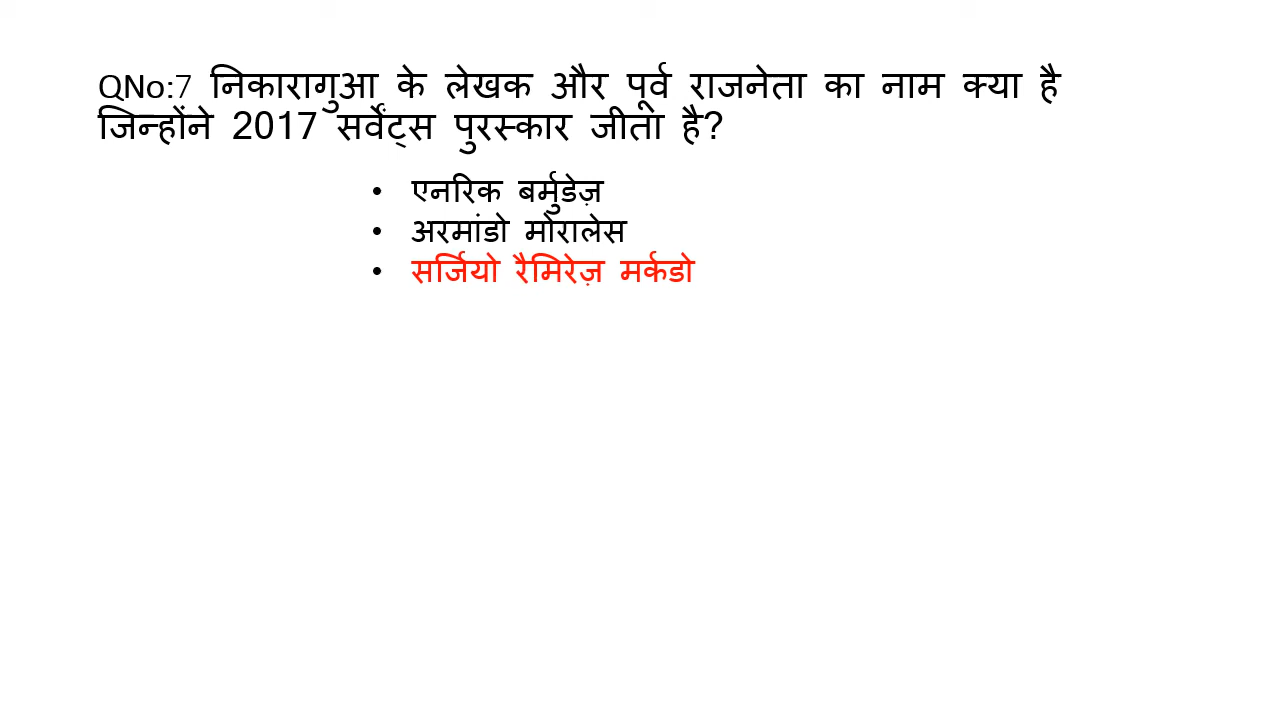 QNo:7 निकारागुआ के लेखक और पूर्व राजनेता का नाम क्या है
जिन्होंने 2017 सर्वेंट्स पुरस्कार जीता है?
• एनरिक बर्मुडेज़
• अरमांडो मोरालेस
• सर्जियो रैमिरेज़ मर्कडो